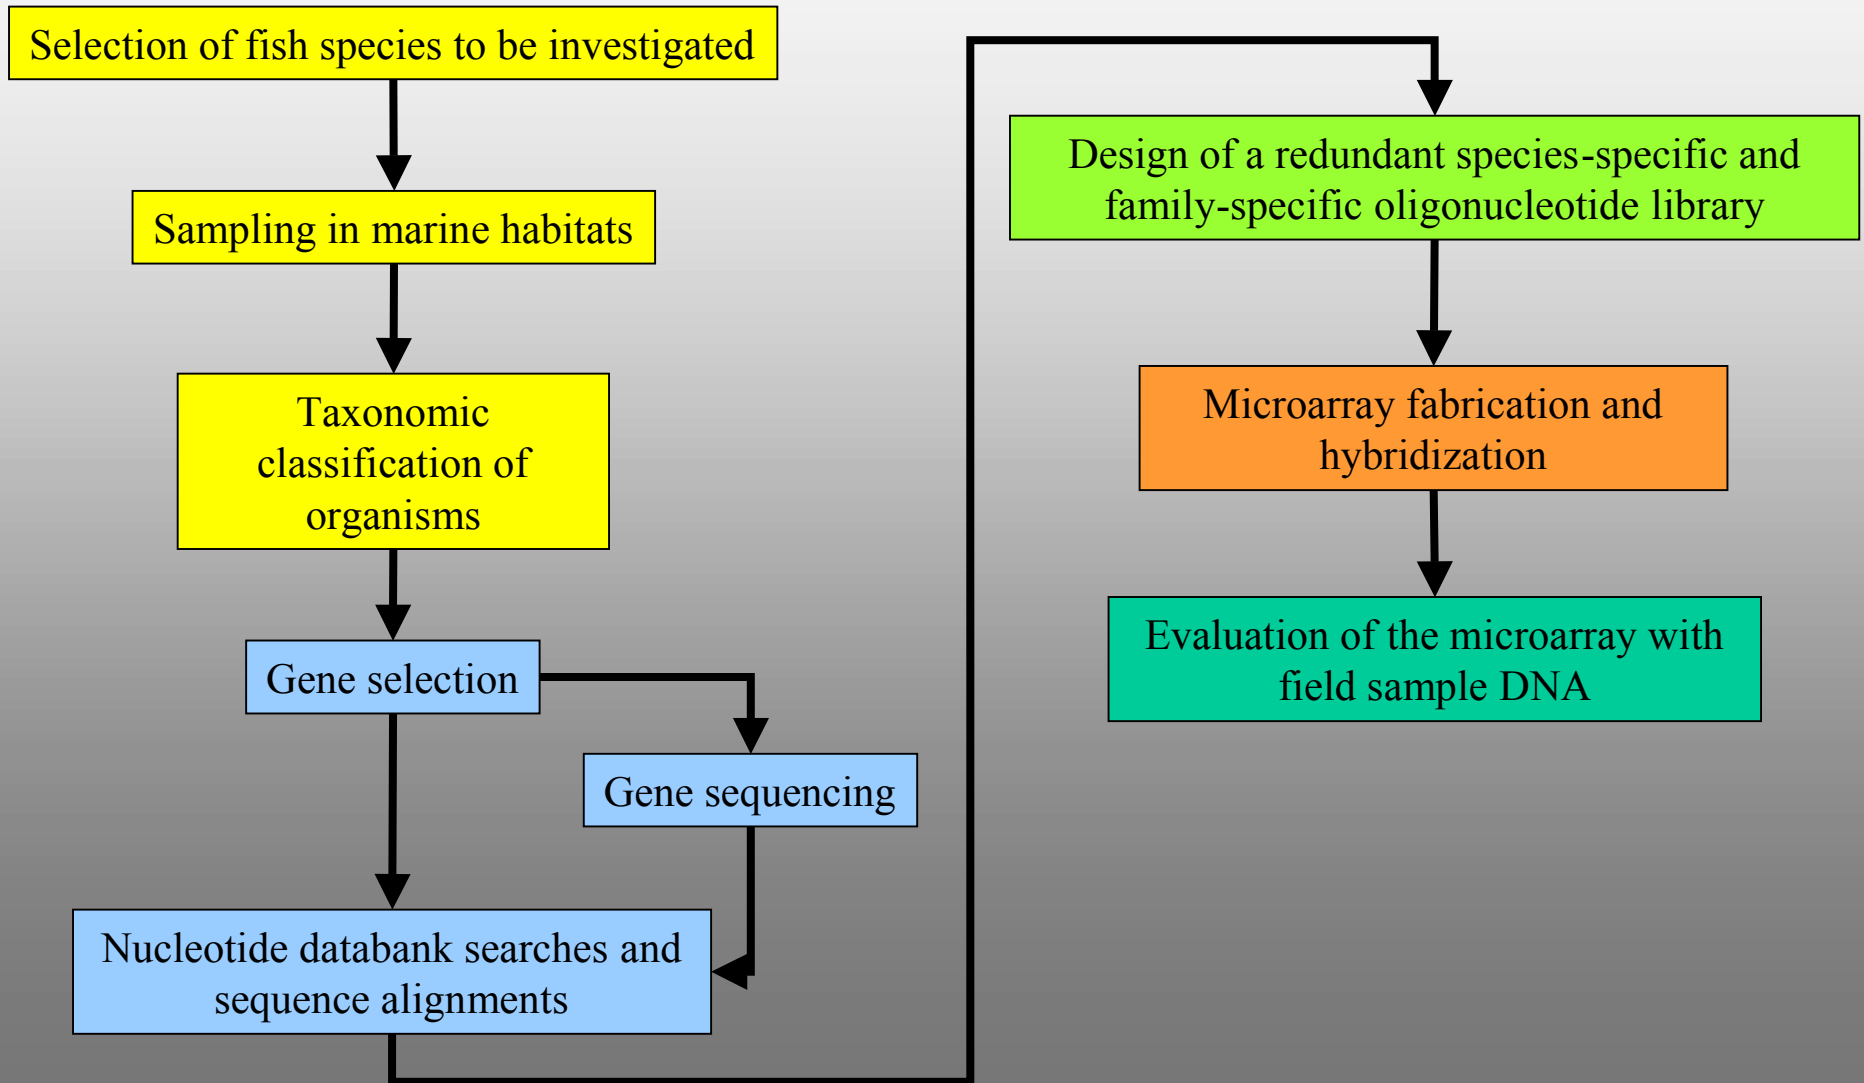 Selection of fish species to be investigated
Sampling in marine habitats
Taxonomic
classification of
organisms
Gene selection
Gene sequencing
Nucleotide databank searches and
sequence alignments
Design of a redundant species-specific and
family-specific oligonucleotide library
Microarray fabrication and
hybridization
Evaluation of the microarray with
field sample DNA